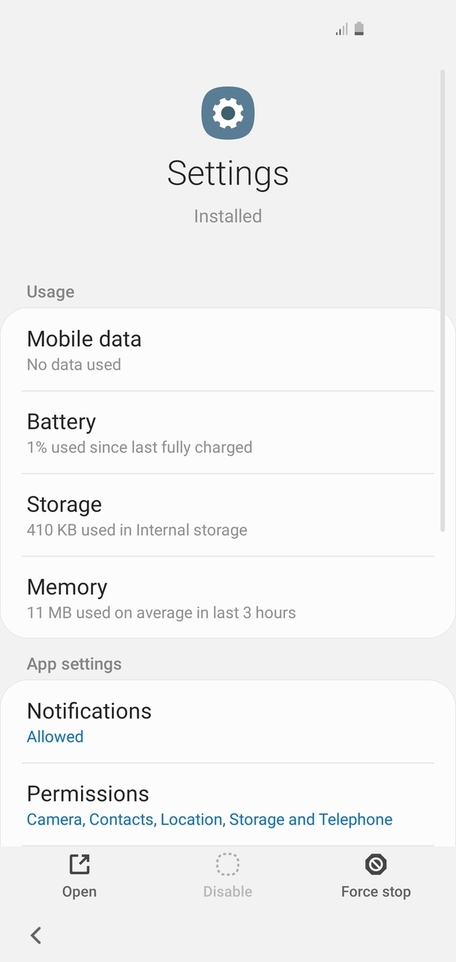 Settings
Installed
Usage
Mobile data
No data used
Battery
1% used since last fully charged
Storage
410 KB used in Internal storage
Memory
11 MB used on average in last 3 hours
App settings
Notifications
Allowed
Permissions
Camera, Contacts, Location, Storage and Telephone
Open
Disable
Force stop